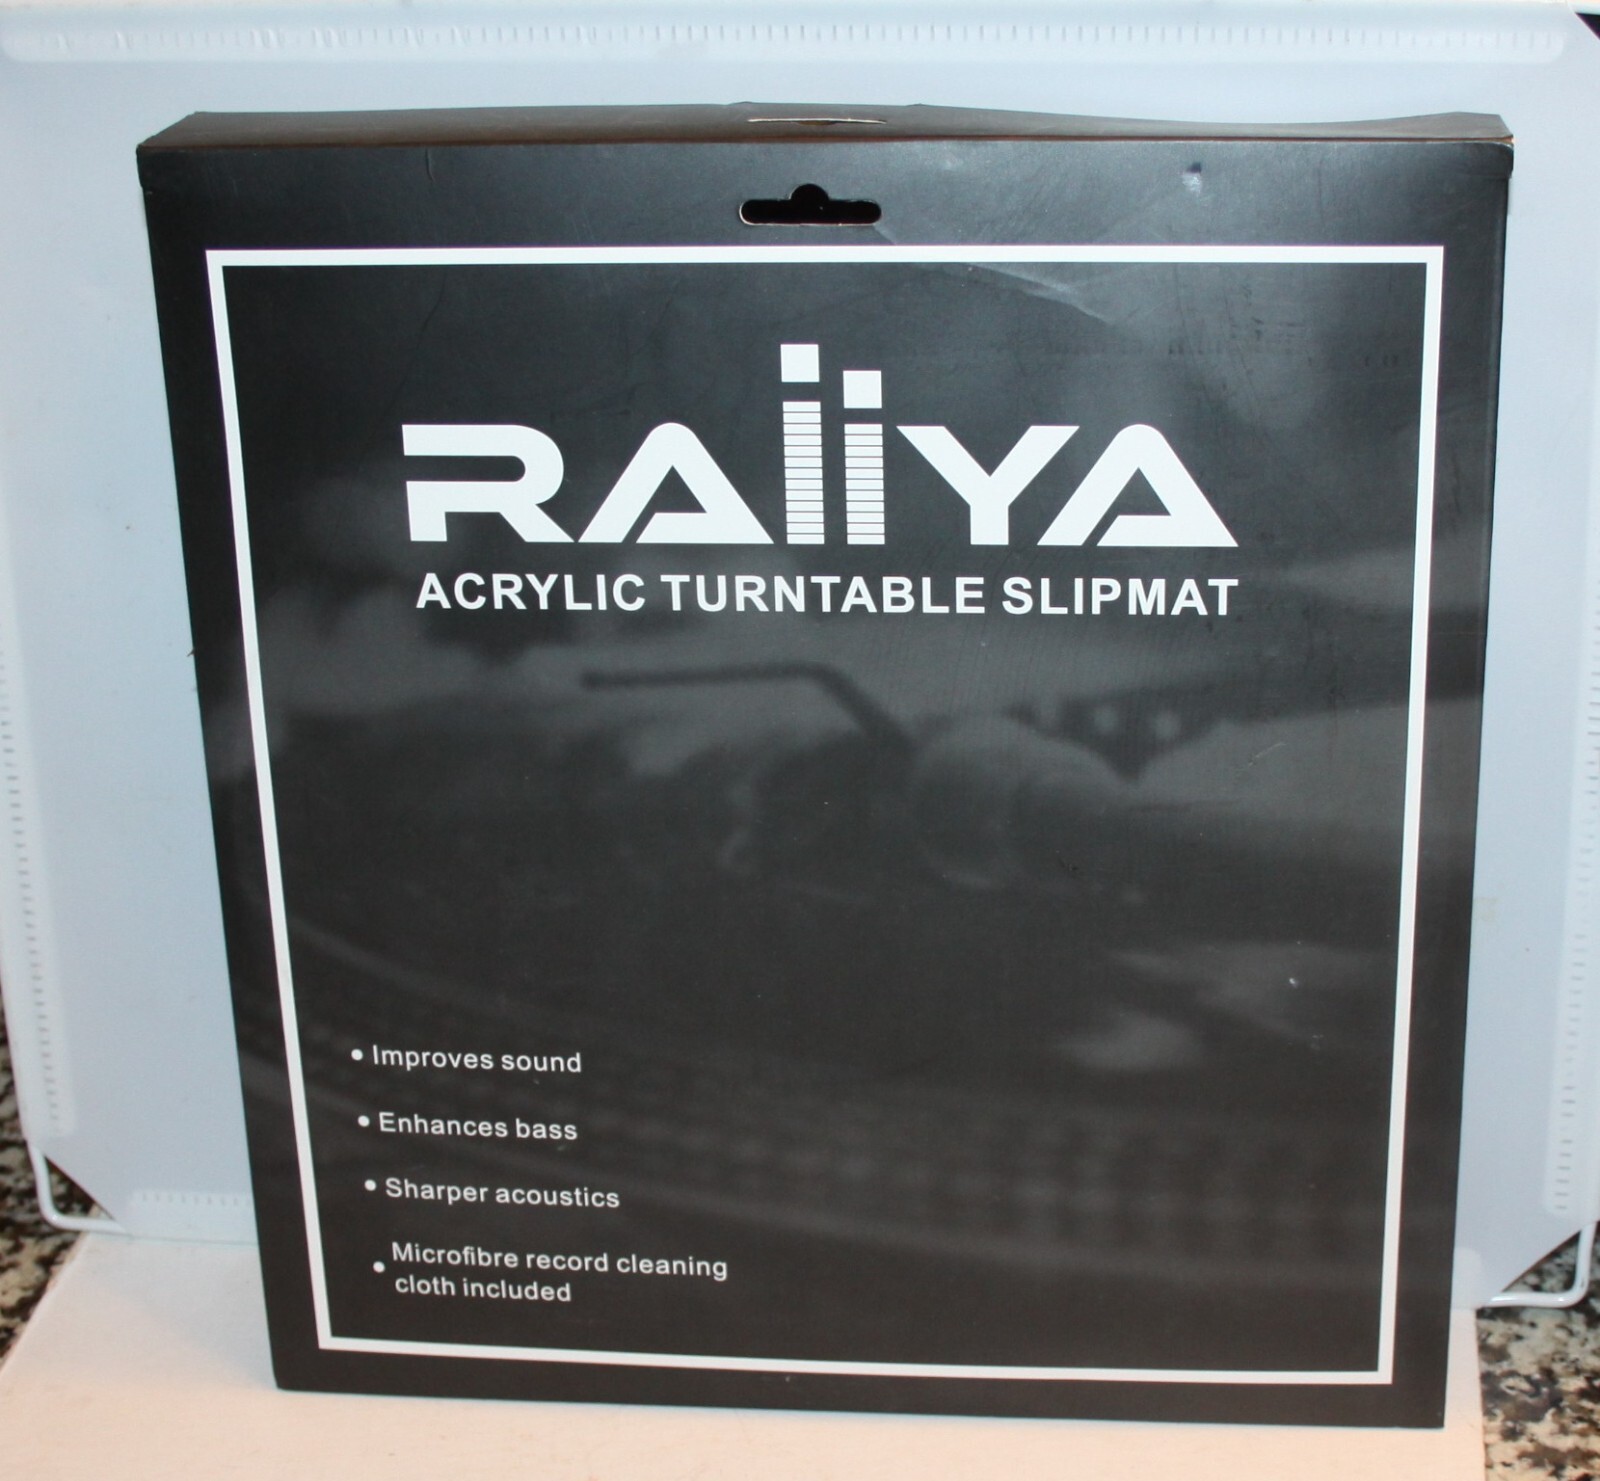 RAiiYA
ACRYLIC TURNTABLE SLIPMAT
• Improves sound
• Enhances bass
• Sharper acoustics
• Microfibre record cleaning
cloth included